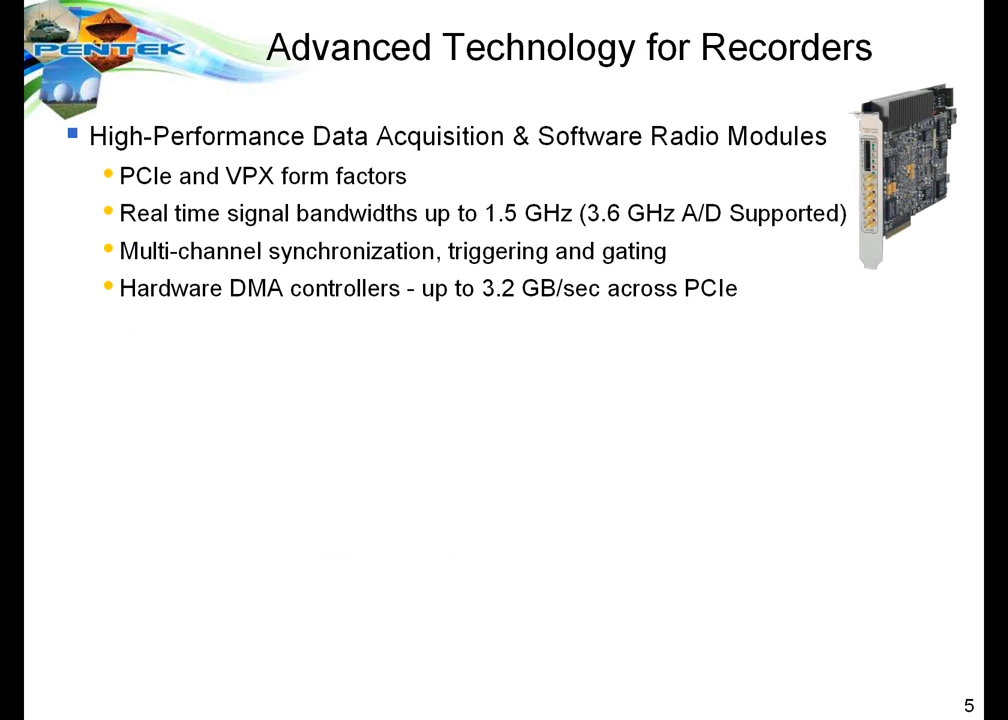 PENTEK
Advanced Technology for Recorders
High-Performance Data Acquisition & Software Radio Modules
PCIe and VPX form factors
Real time signal bandwidths up to 1.5 GHz (3.6 GHz A/D Supported)
Multi-channel synchronization, triggering and gating
Hardware DMA controllers - up to 3.2 GB/sec across PCIe
5